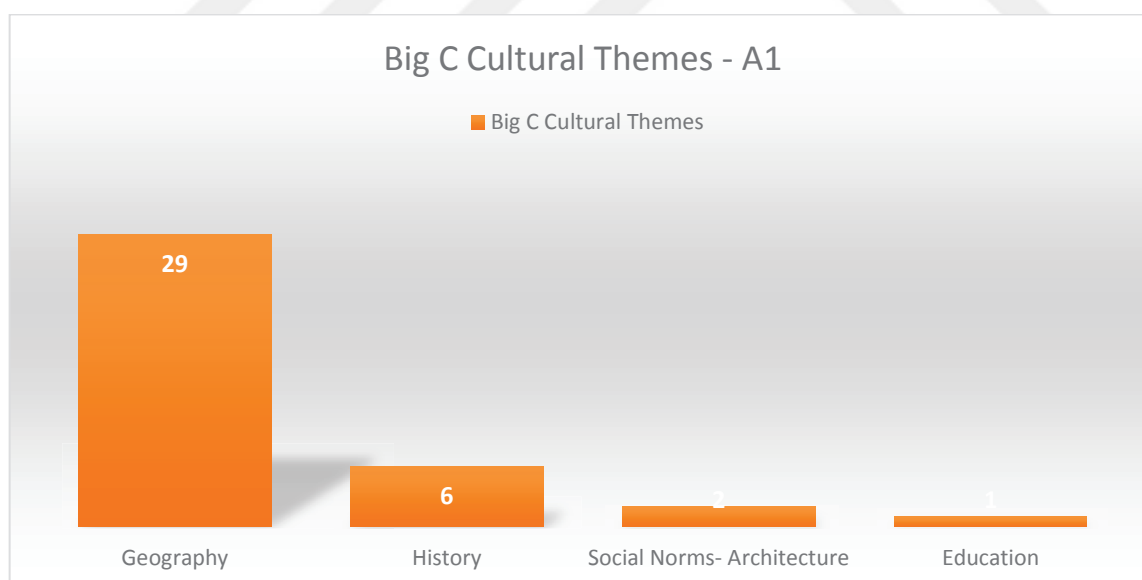 Big C Cultural Themes - A1
Big C Cultural Themes
29
6
2
1
Geography
History
Social Norms- Architecture
Education